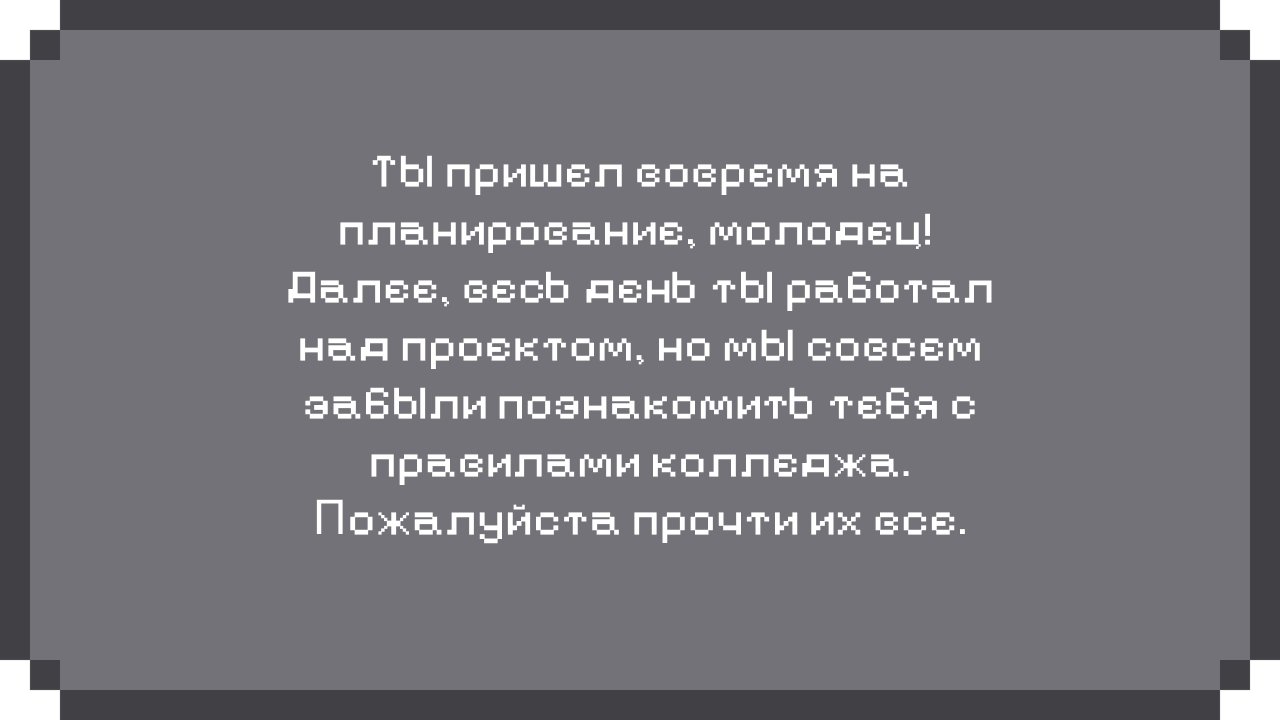 Ты пришел вовремя на
планирование, молодец!
Далее, весь день ты работал
над проектом, но мы совсем
забыли познакомить тебя с
правилами колледжа.
Пожалуйста прочти их все.